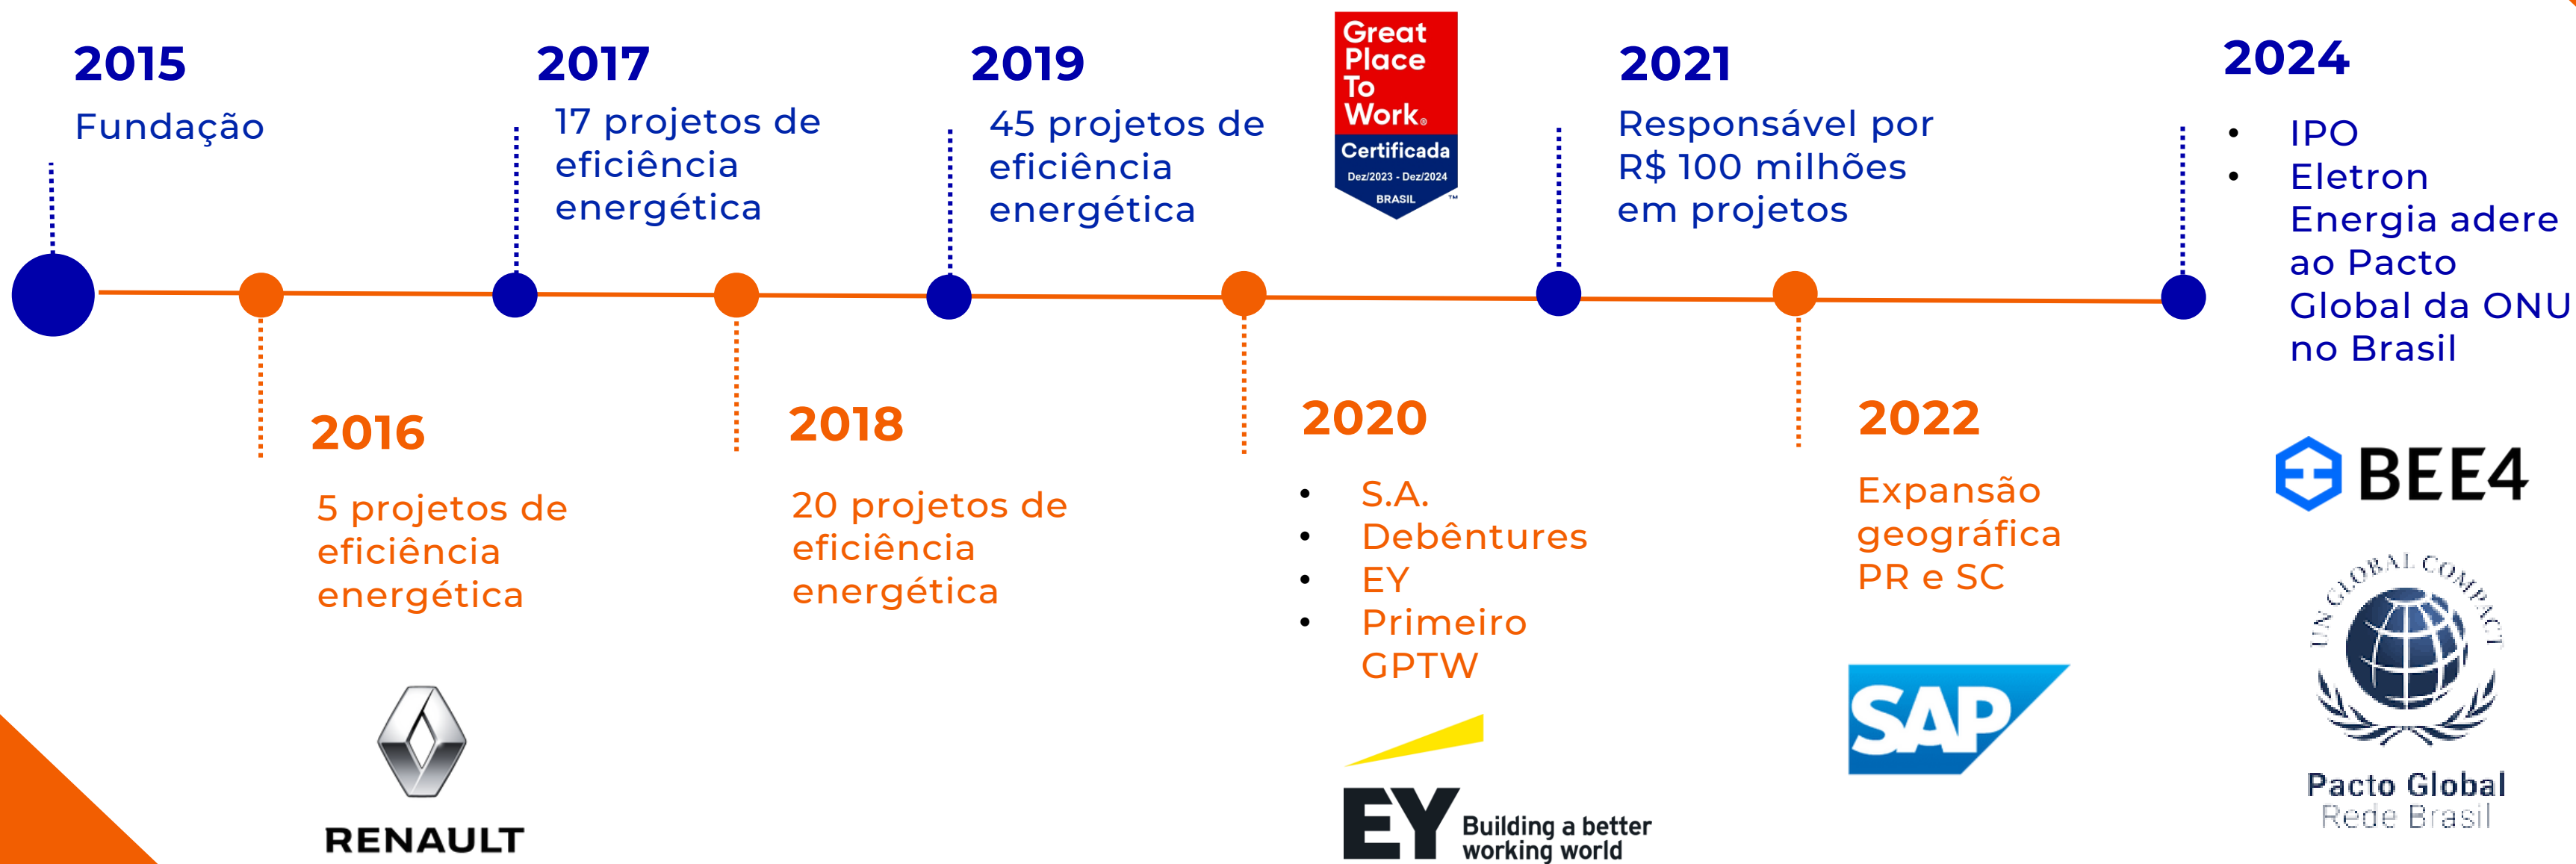 2015
Fundação
2016
5 projetos de
eficiência
energética
RENAULT
2017
17 projetos de
eficiência
energética
2018
20 projetos de
eficiência
energética
2019
45 projetos de
eficiência
energética
Great
Place
To
Work®
Certificada
Dez/2023 - Dez/2024
BRASIL
TM
2020
• S.A.
• Debêntures
• EY
• Primeiro
GPTW
EY Building a better
working world
2021
Responsável por
R$ 100 milhões
em projetos
2022
Expansão
geográfica
PR e SC
SAP
2024
• IPO
• Eletron
Energia adere
ao Pacto
Global da ONU
no Brasil
BEE4
UN GLOBAL COMPACT
Pacto Global
Rede Brasil